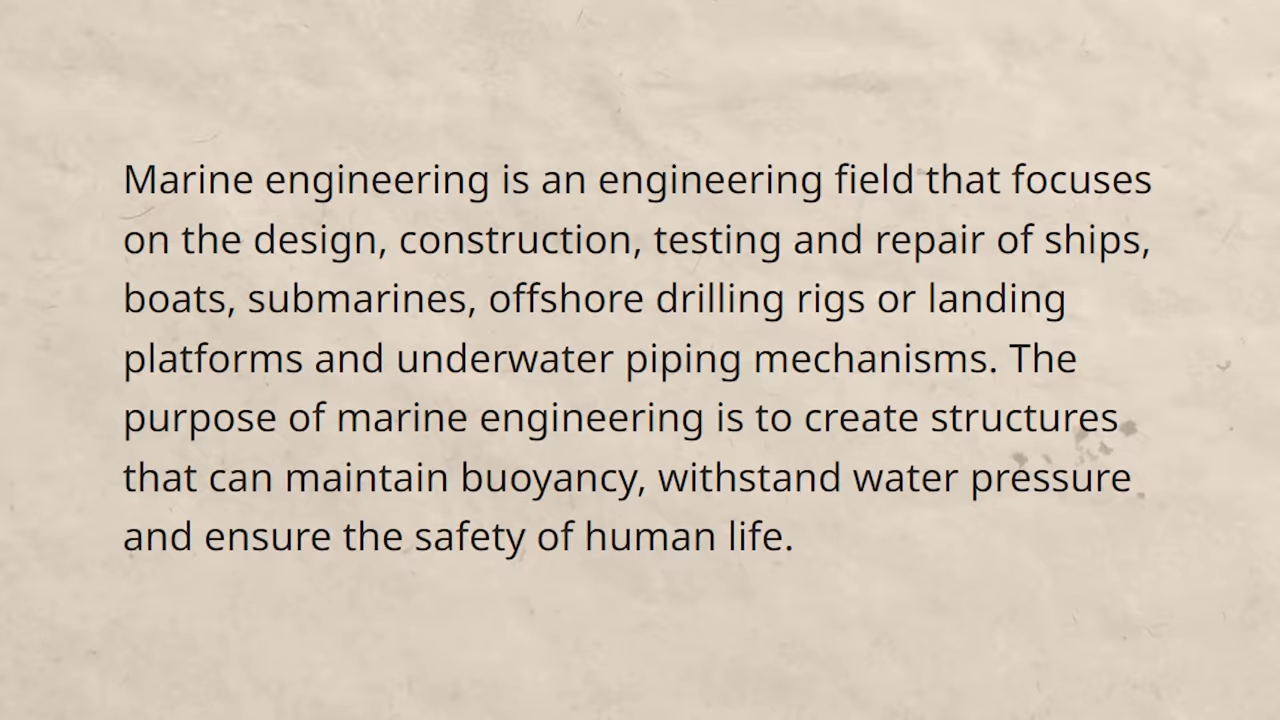 Marine engineering is an engineering field that focuses
on the design, construction, testing and repair of ships,
boats, submarines, offshore drilling rigs or landing
platforms and underwater piping mechanisms. The
purpose of marine engineering is to create structures
that can maintain buoyancy, withstand water pressure
and ensure the safety of human life.